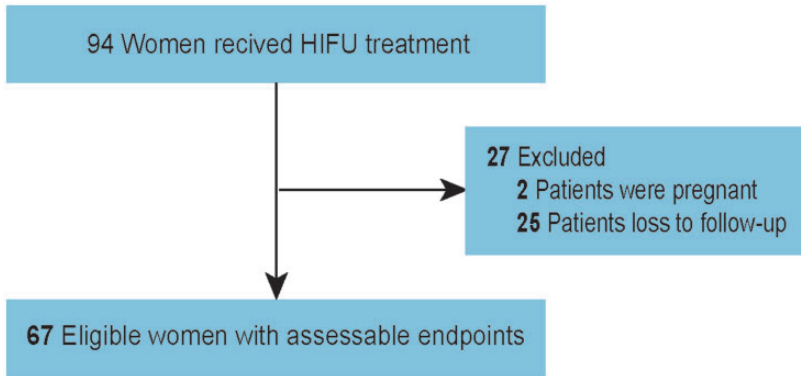 94 Women recived HIFU treatment
27 Excluded
2 Patients were pregnant
25 Patients loss to follow-up
67 Eligible women with assessable endpoints